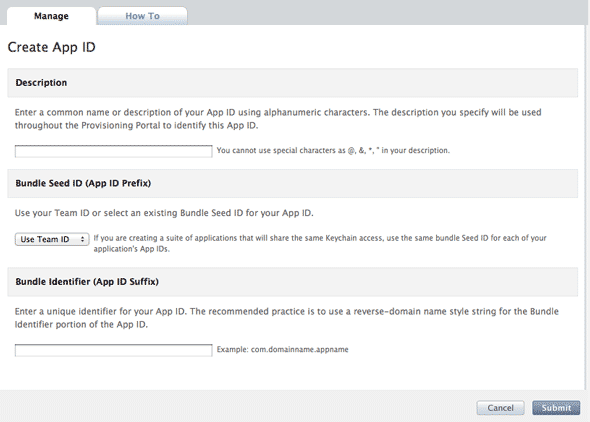 Manage How To
Create App ID
Description
Enter a common name or description of your App ID using alphanumeric characters. The description you specify will be used
throughout the Provisioning Portal to identify this App ID.
You cannot use special characters as @, &, *, " in your description.
Bundle Seed ID (App ID Prefix)
Use your Team ID or select an existing Bundle Seed ID for your App ID.
Use Team ID If you are creating a suite of applications that will share the same Keychain access, use the same bundle Seed ID for each of your
application's App IDs.
Bundle Identifier (App ID Suffix)
Enter a unique identifier for your App ID. The recommended practice is to use a reverse-domain name style string for the Bundle
Identifier portion of the App ID.
Example: com.domainname.appname
Cancel Submit